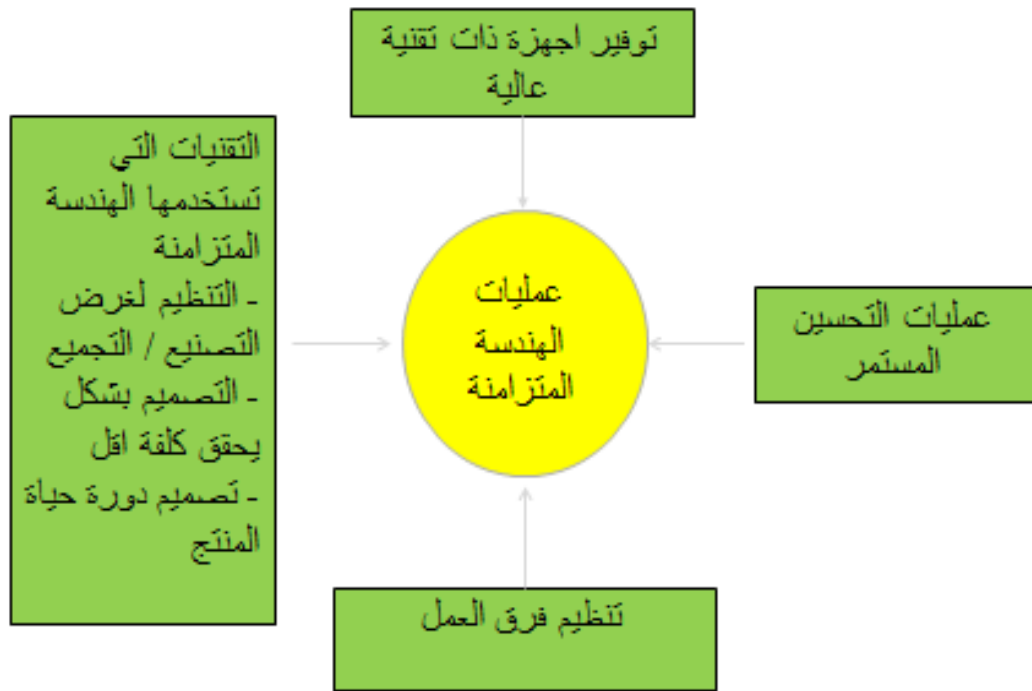 توفير اجهزة ذات تقنية
عالية
التقنيات التي
تستخدمها الهندسة
المتزامنة
- التنظيم لغرض
التصنيع / التجميع
- التصميم بشكل
يحقق كلفة اقل
- تصميم دورة حياة
المنتج
عمليات
الهندسة
المتزامنة
عمليات التحسين
المستمر
تنظيم فرق العمل